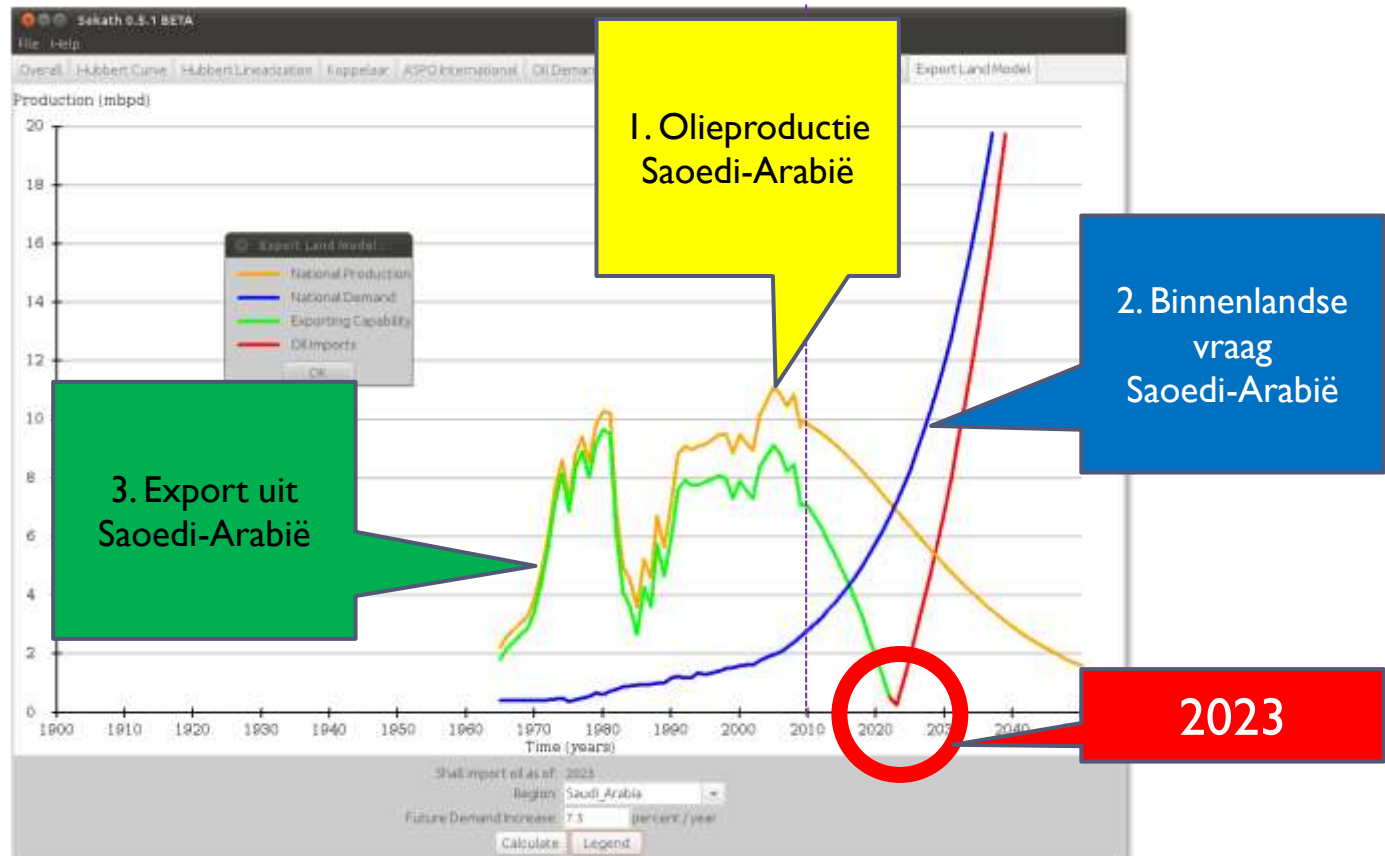 Sekath 0.5.1 BETA
File Help
Overall Hubbert Curve Hubbert Linearization Koppelaar ASPO International Oil Deman Export Land Model
Production (mbpd)
20
18
16
14
12
10
8
6
4
2
0
1. Olieproductie
Saoedi-Arabië
Export Land Model
National Production
National Demand
Exporting Capability
Oil Imports
OK
2. Binnenlandse
vraag
Saoedi-Arabië
3. Export uit
Saoedi-Arabië
2023
1900 1910 1920 1930 1940 1950 1960 1970 1980 1990 2000 2010 2020 2030 2040
Time (years)
Shall import oil as of: 2023
Region: Saudi_Arabia
Future Demand Increase: 7.5 percent / year
Calculate Legend